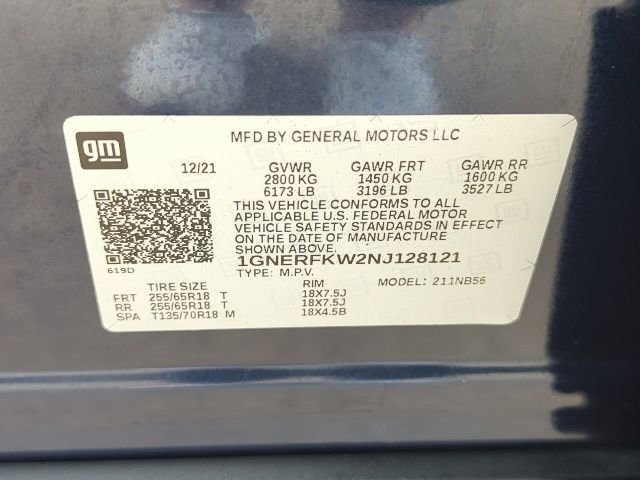 gm
MFD BY GENERAL MOTORS LLC
12/21 GVWR GAWR FRT GAWR RR
2800 KG 1450 KG 1600 KG
6173 LB 3196 LB 3527 LB
THIS VEHICLE CONFORMS TO ALL
APPLICABLE U.S. FEDERAL MOTOR
VEHICLE SAFETY STANDARDS IN EFFECT
ON THE DATE OF MANUFACTURE
SHOWN ABOVE.
619D
1GNERFKW2NJ128121
TYPE: M.P.V. MODEL: 211NB56
TIRE SIZE RIM
FRT 255/65R18 T 18X7.5J
RR 255/65R18 T 18X7.5J
SPA T135/70R18 M 18X4.5B